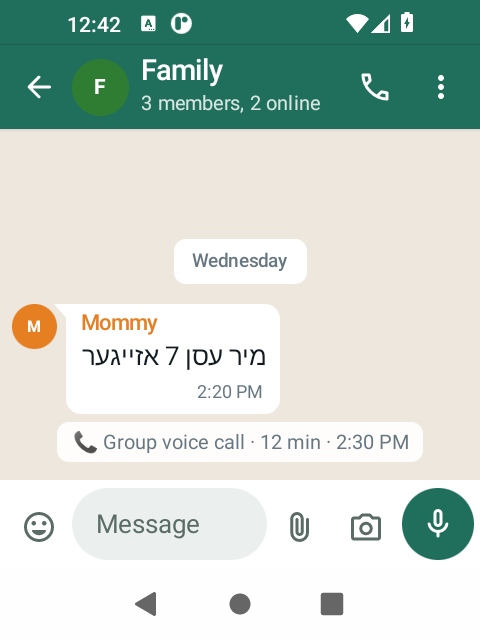 12:42
A
F
Family
3 members, 2 online
Wednesday
M
Mommy
מיר עסן 7 אזייגער
2:20 PM
Group voice call · 12 min · 2:30 PM
Message